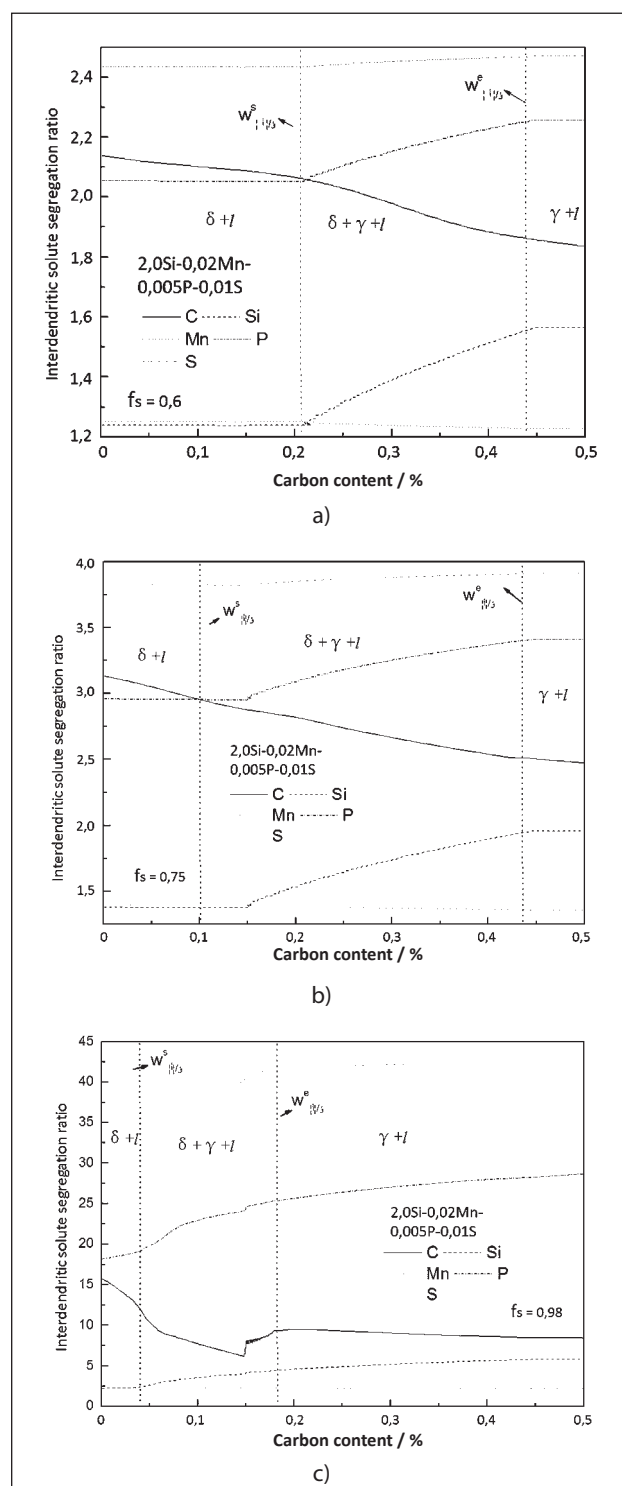 Interdendritic solute segregation ratio
2,4
2,2
2,0
1,8
1,6
1,4
1,2
w^s
w^e
δ+l
δ + γ +l
γ +l
2,0Si-0,02Mn-
0,005P-0,01S
C Si
Mn P
S
fs = 0,6
0 0,1 0,2 0,3 0,4 0,5
Carbon content / %
a)
Interdendritic solute segregation ratio
4,0
3,5
3,0
2,5
2,0
1,5
w^s
w^e
δ +l
δ + γ +l
γ +l
2,0Si-0,02Mn-
0,005P-0,01S
C Si
Mn P
S
fs = 0,75
0 0,1 0,2 0,3 0,4 0,5
Carbon content / %
b)
Interdendritic solute segregation ratio
45
40
35
30
25
20
15
10
5
0
w^s
w^e
δ +l
δ + γ +l
γ +l
2,0Si-0,02Mn-
0,005P-0,01S
C Si
Mn P
S
fs = 0,98
0 0,1 0,2 0,3 0,4 0,5
Carbon content / %
c)